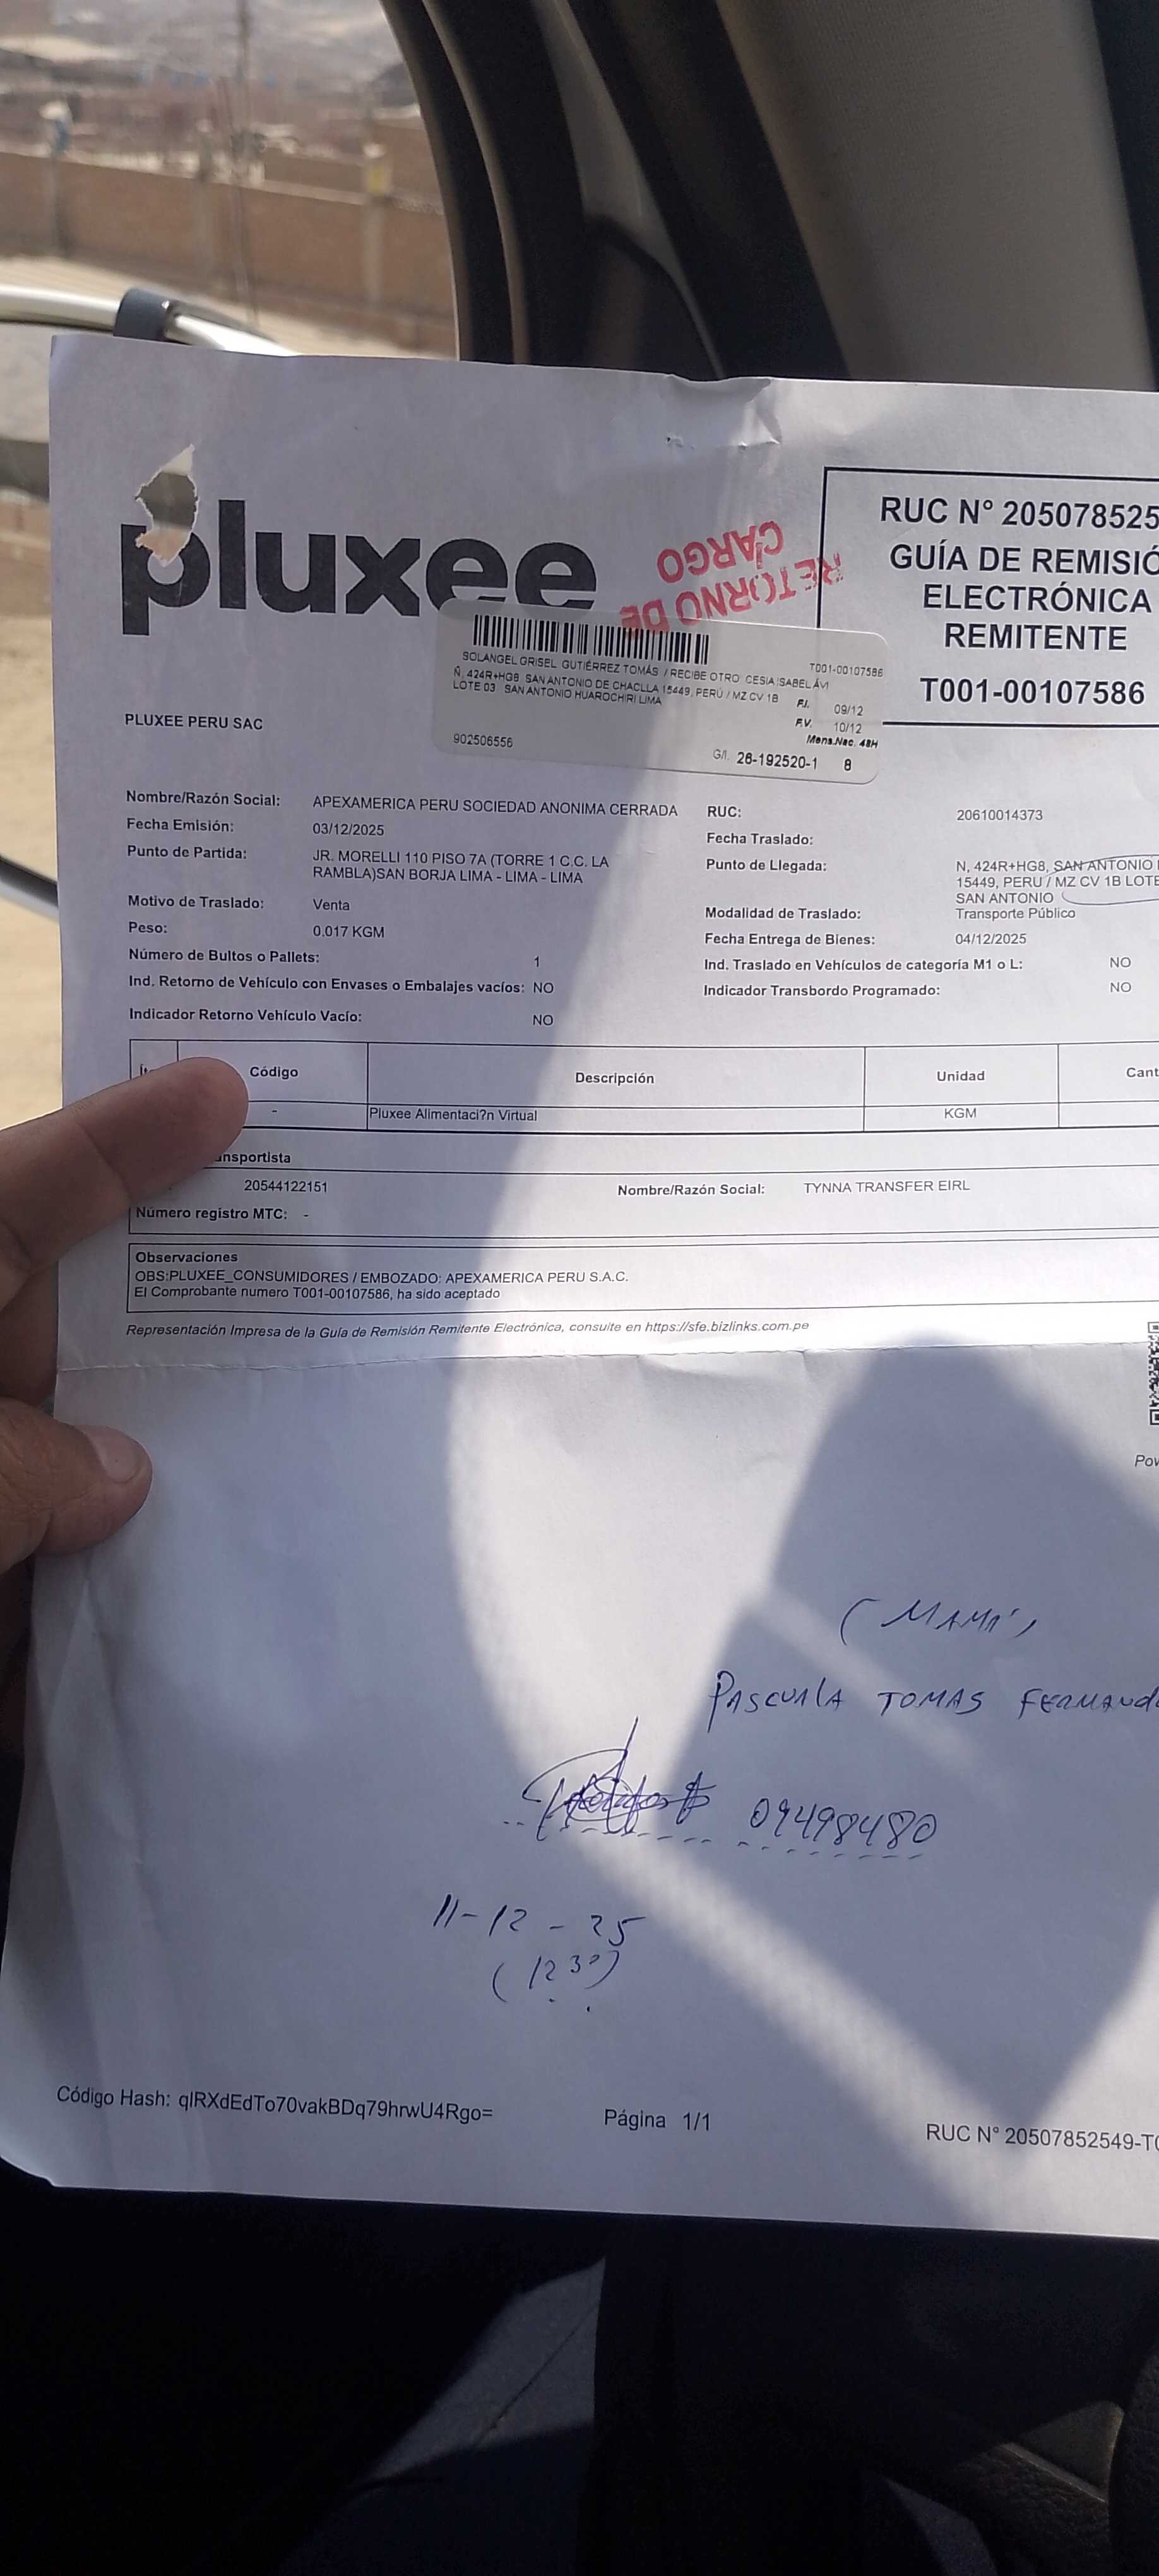 pluxee
RETORNO DE
CARGO
RUC N° 205078525
GUÍA DE REMISIÓ
ELECTRÓNICA
REMITENTE
T001-00107586
T001-00107586
SOLANGEL GRISEL GUTIÉRREZ TOMÁS / RECIBE OTRO CESIA ISABEL ÁVI
Ñ, 424R+HG8, SAN ANTONIO DE CHACLLA 15449, PERÚ / MZ CV 1B
LOTE 03 SAN ANTONIO HUAROCHIRI LIMA
F.I. 09/12
F.V. 10/12
Mens.Nac. 48H
902506556
G/I. 26-192520-1 8
PLUXEE PERU SAC
Nombre/Razón Social: APEXAMERICA PERU SOCIEDAD ANONIMA CERRADA
RUC: 20610014373
Fecha Emisión: 03/12/2025
Fecha Traslado:
Punto de Partida: JR. MORELLI 110 PISO 7A (TORRE 1 C.C. LA
RAMBLA)SAN BORJA LIMA - LIMA - LIMA
Punto de Llegada: N, 424R+HG8, SAN ANTONIO
15449, PERU / MZ CV 1B LOTE
SAN ANTONIO
Motivo de Traslado: Venta
Modalidad de Traslado: Transporte Público
Peso: 0.017 KGM
Fecha Entrega de Bienes: 04/12/2025
Número de Bultos o Pallets: 1
Ind. Traslado en Vehículos de categoría M1 o L: NO
Ind. Retorno de Vehículo con Envases o Embalajes vacíos: NO
Indicador Transbordo Programado: NO
Indicador Retorno Vehículo Vacío: NO
Código Descripción Unidad Cant
- Pluxee Alimentaci?n Virtual KGM
nsportista
20544122151 Nombre/Razón Social: TYNNA TRANSFER EIRL
Número registro MTC: -
Observaciones
OBS:PLUXEE_CONSUMIDORES / EMBOZADO: APEXAMERICA PERU S.A.C.
El Comprobante numero T001-00107586, ha sido aceptado
Representación Impresa de la Guía de Remisión Remitente Electrónica, consulte en https://sfe.bizlinks.com.pe
Pow
(MAMÁ)
PASCUALA TOMAS FERNAND
09498480
11-12-25
(12 30)
Código Hash: qlRXdEdTo70vakBDq79hrwU4Rgo=
Página 1/1
RUC N° 20507852549-T0